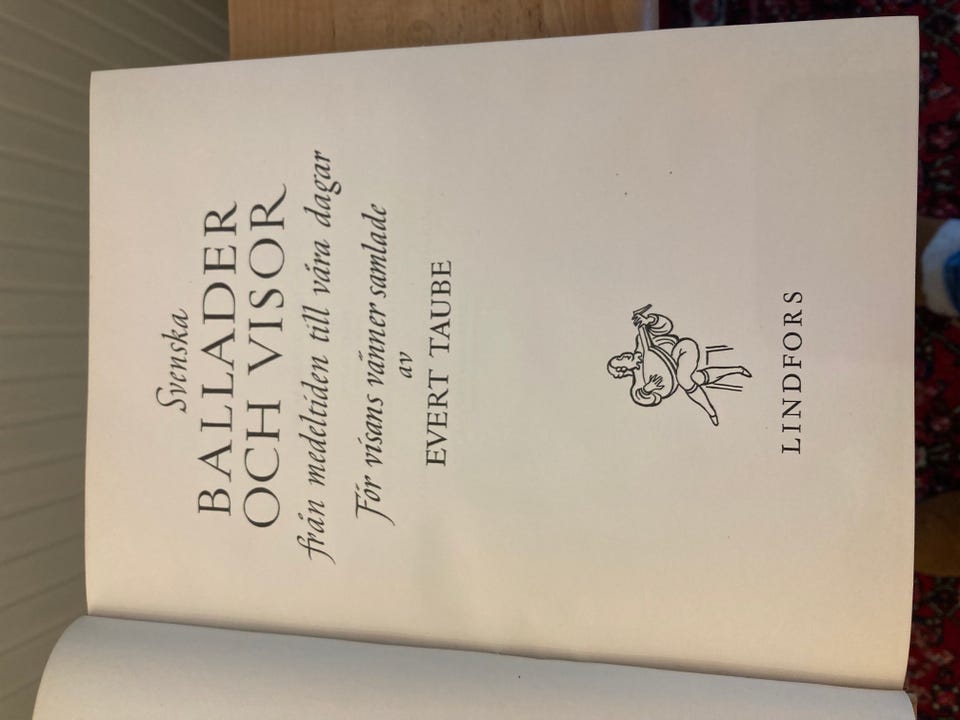 Svenska
BALLADER
OCH VISOR
från medeltiden till våra dagar
För visans vänner samlade
av
EVERT TAUBE
LINDFORS